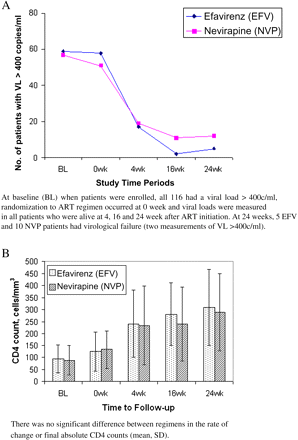 A
Efavirenz (EFV)
Nevirapine (NVP)
No. of patients with VL > 400 copies/ml
80
60
40
20
0
BL 0wk 4wk 16wk 24wk
Study Time Periods
At baseline (BL) when patients were enrolled, all 116 had a viral load > 400c/ml,
randomization to ART regimen occurred at 0 week and viral loads were measured
in all patients who were alive at 4, 16 and 24 week after ART initiation. At 24 weeks, 5 EFV
and 10 NVP patients had virological failure (two measurements of VL >400c/ml).
B
Efavirenz (EFV)
Nevirapine (NVP)
CD4 count, cells/mm3
500
450
400
350
300
250
200
150
100
50
0
BL 0wk 4wk 16wk 24wk
Time to Follow-up
There was no significant difference between regimens in the rate of
change or final absolute CD4 counts (mean, SD).